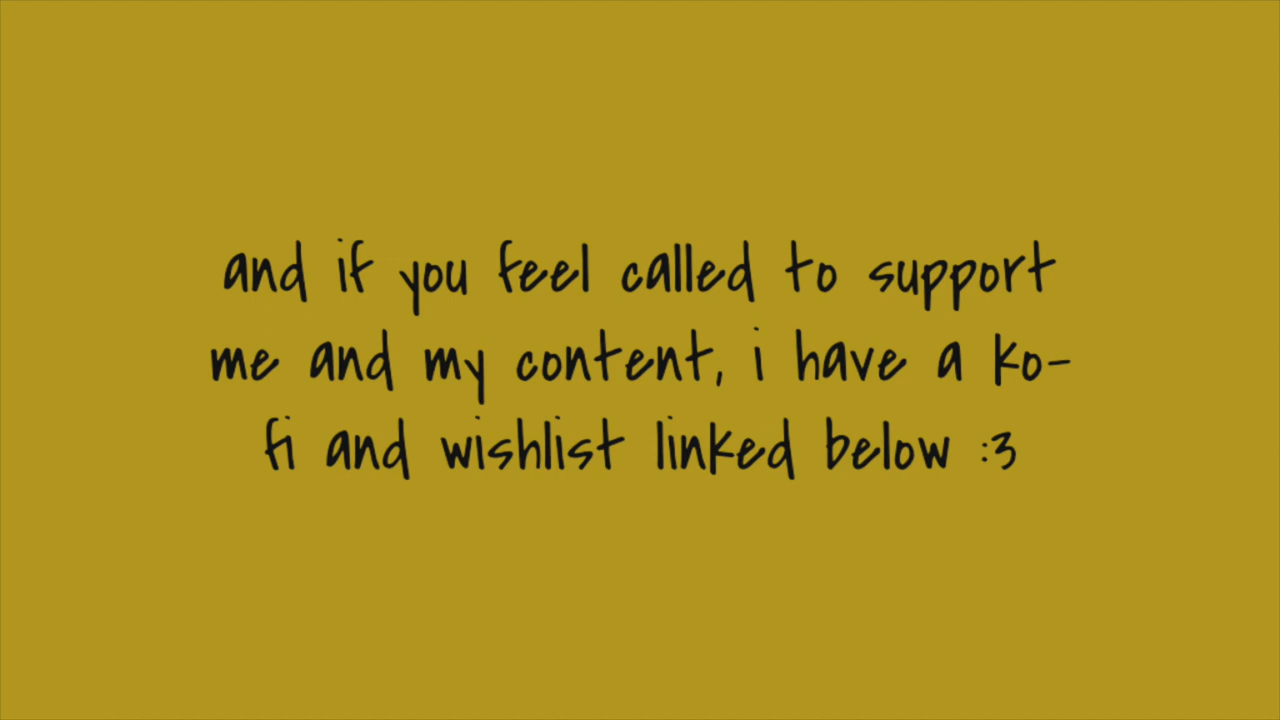 and if you feel called to support
me and my content, i have a ko-
fi and wishlist linked below :3